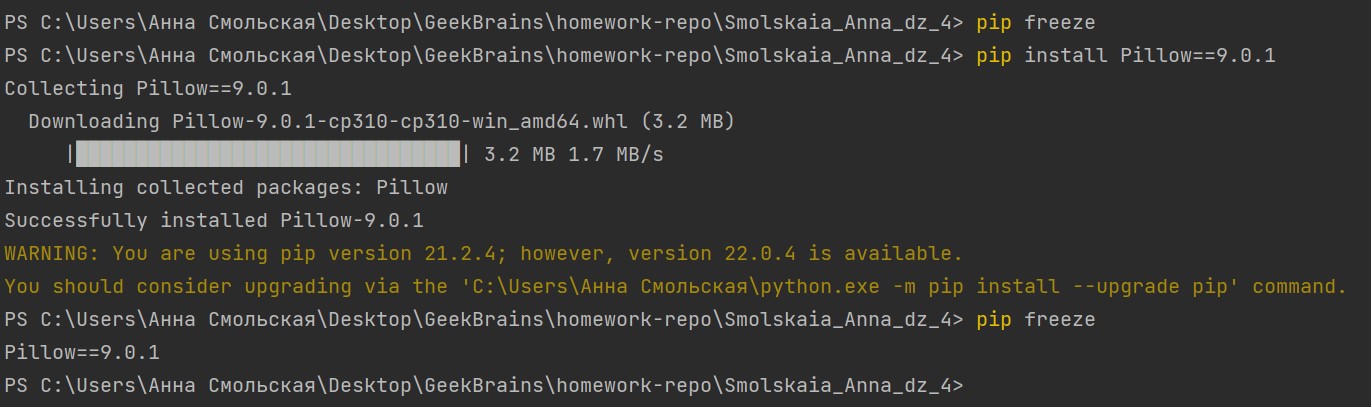 PS C:\Users\Анна Смольская\Desktop\GeekBrains\homework-repo\Smolskaia_Anna_dz_4> pip freeze
PS C:\Users\Анна Смольская\Desktop\GeekBrains\homework-repo\Smolskaia_Anna_dz_4> pip install Pillow==9.0.1
Collecting Pillow==9.0.1
  Downloading Pillow-9.0.1-cp310-cp310-win_amd64.whl (3.2 MB)
     |████████████████████████████████| 3.2 MB 1.7 MB/s
Installing collected packages: Pillow
Successfully installed Pillow-9.0.1
WARNING: You are using pip version 21.2.4; however, version 22.0.4 is available.
You should consider upgrading via the 'C:\Users\Анна Смольская\python.exe -m pip install --upgrade pip' command.
PS C:\Users\Анна Смольская\Desktop\GeekBrains\homework-repo\Smolskaia_Anna_dz_4> pip freeze
Pillow==9.0.1
PS C:\Users\Анна Смольская\Desktop\GeekBrains\homework-repo\Smolskaia_Anna_dz_4>